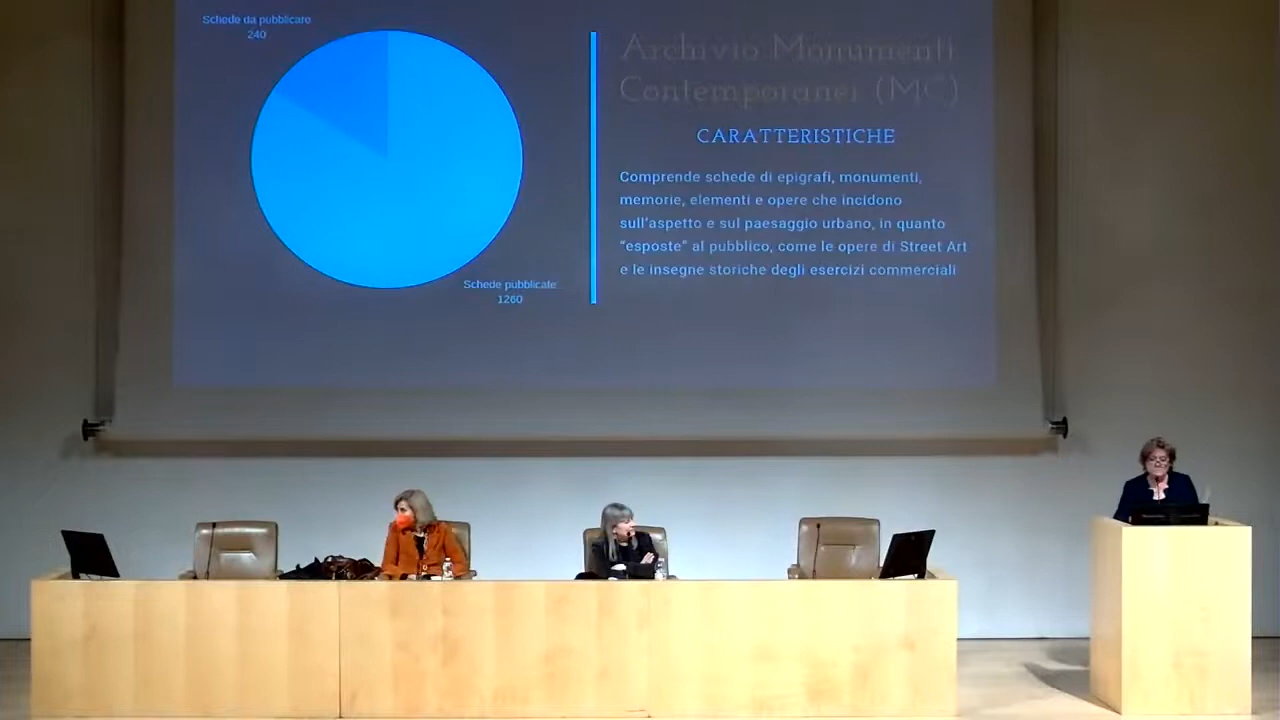 Schede da pubblicare
240
Schede pubblicate
1260
Archivio Monumenti
Contemporanei (MC)
CARATTERISTICHE
Comprende schede di epigrafi, monumenti,
memorie, elementi e opere che incidono
sull'aspetto e sul paesaggio urbano, in quanto
“esposte” al pubblico, come le opere di Street Art
e le insegne storiche degli esercizi commerciali